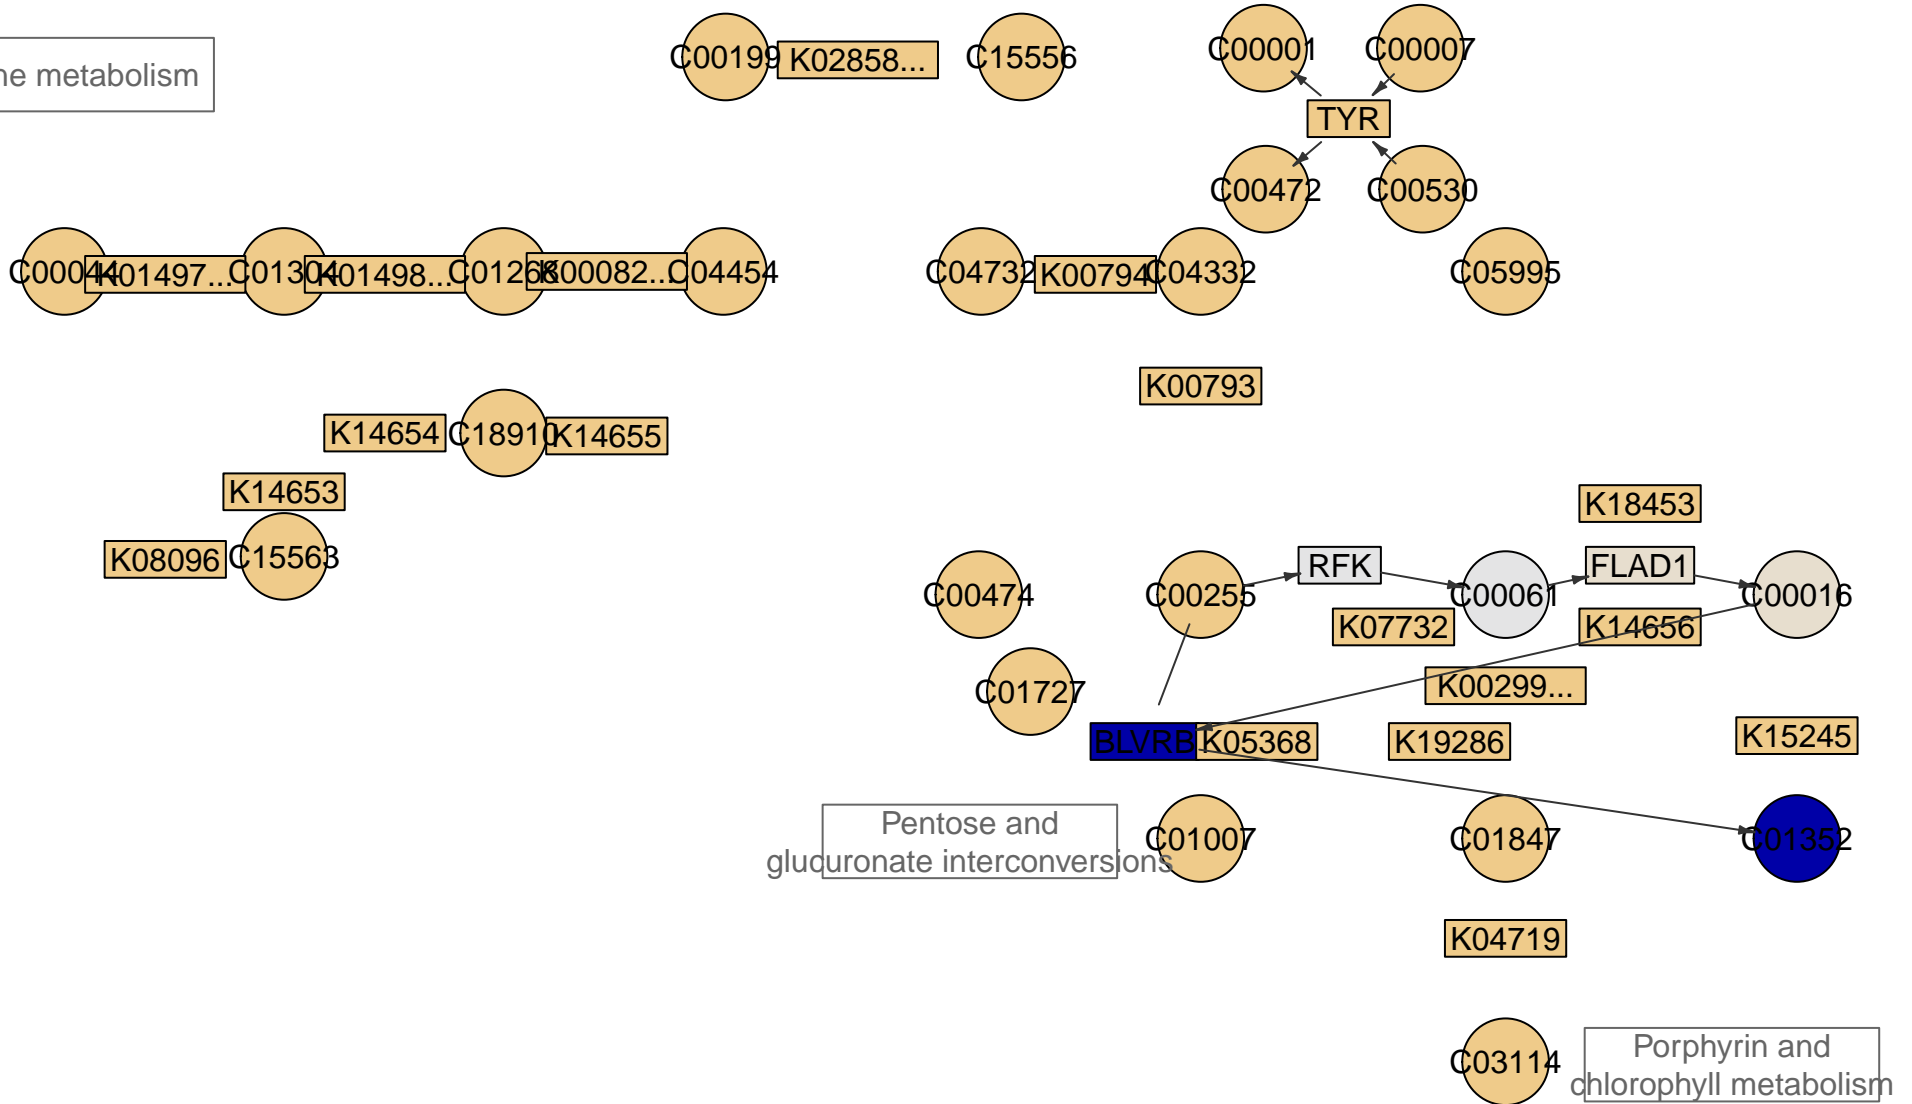 ne metabolism
C00199
K02858...
C15556
C00001
C00007
TYR
C00472
C00530
C00044
K01497...
C01304
K01498...
C01268
K00082...
C04454
C04732
K00794
C04332
C05995
K00793
K14654
C18910
K14655
K14653
K08096
C15563
K18453
C00474
C00255
RFK
C00061
FLAD1
C00016
K07732
K14656
C01727
K00299...
BLVRB
K05368
K19286
K15245
Pentose and
glucuronate interconversions
C01007
C01847
C01352
K04719
C03114
Porphyrin and
chlorophyll metabolism